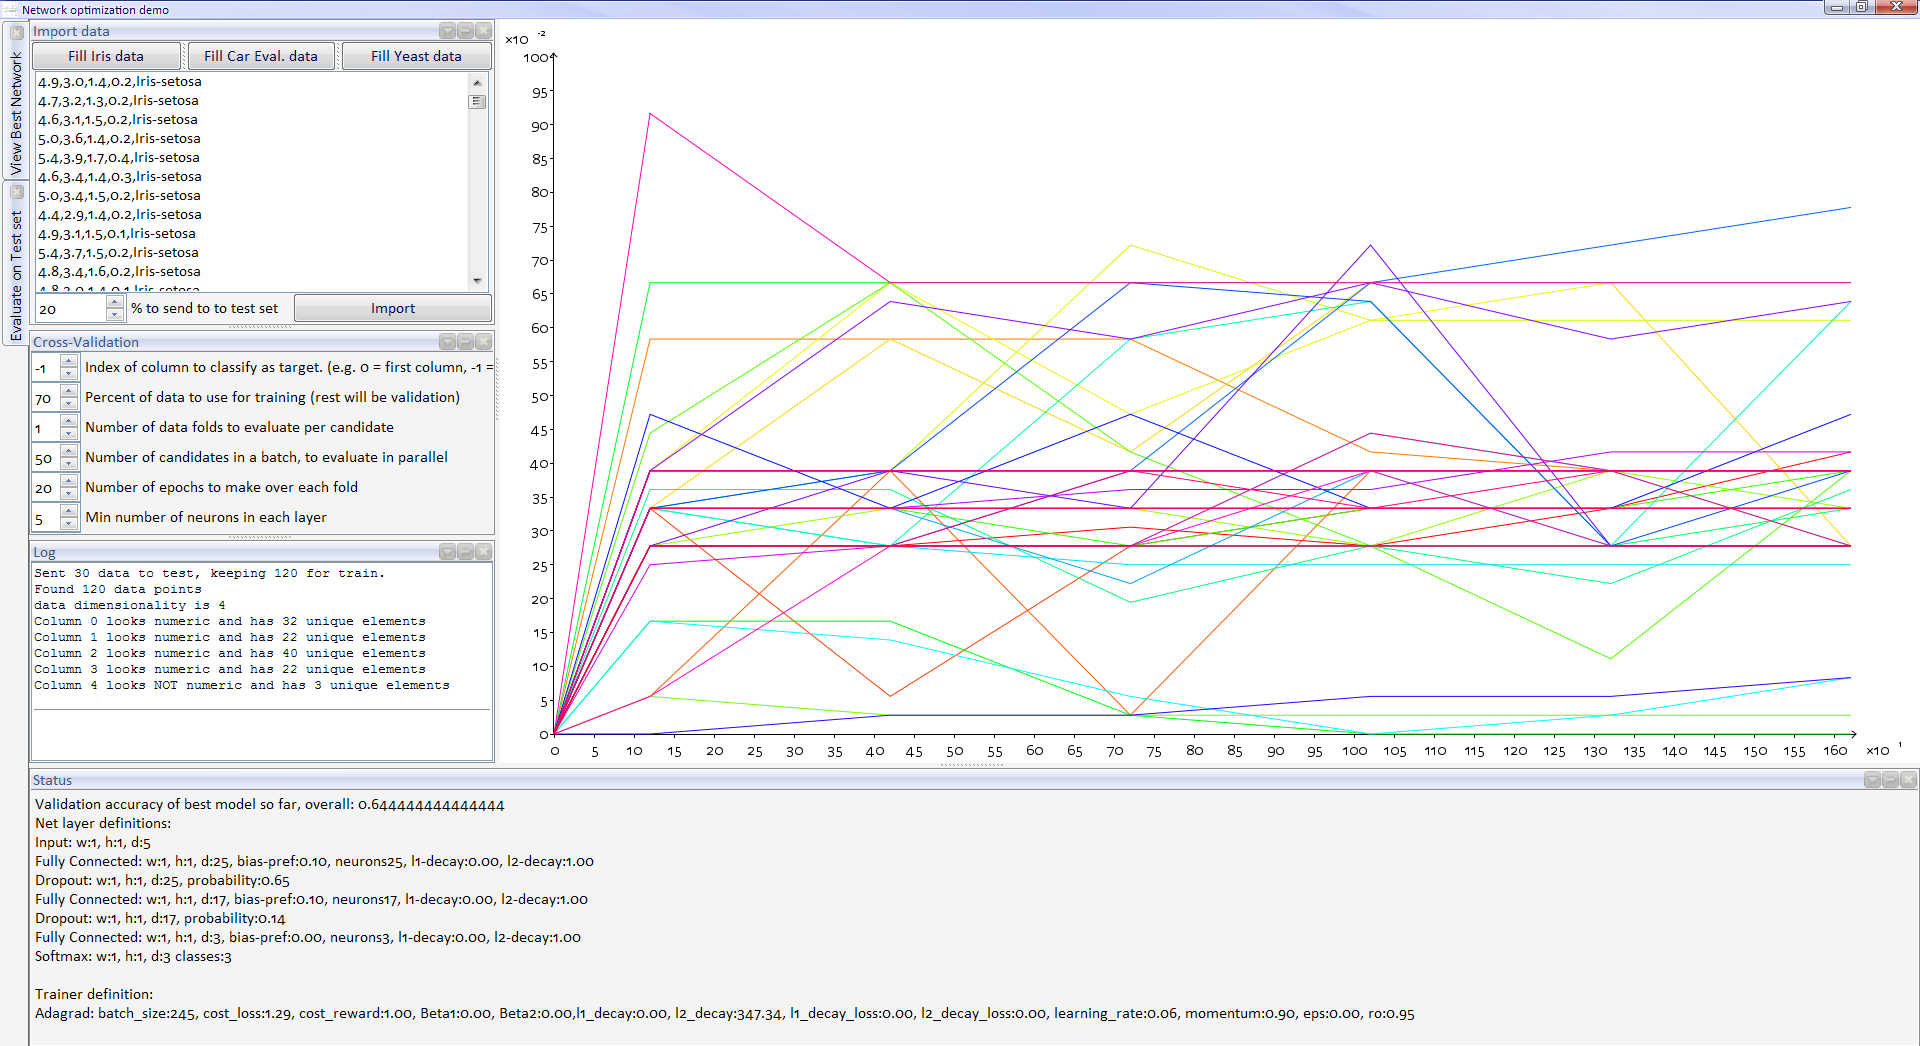 Network optimization demo
View Best Network
Evaluate on Test set
Import data
Fill Iris data
Fill Car Eval. data
Fill Yeast data
4.9,3.0,1.4,0.2,Iris-setosa
4.7,3.2,1.3,0.2,Iris-setosa
4.6,3.1,1.5,0.2,Iris-setosa
5.0,3.6,1.4,0.2,Iris-setosa
5.4,3.9,1.7,0.4,Iris-setosa
4.6,3.4,1.4,0.3,Iris-setosa
5.0,3.4,1.5,0.2,Iris-setosa
4.4,2.9,1.4,0.2,Iris-setosa
4.9,3.1,1.5,0.1,Iris-setosa
5.4,3.7,1.5,0.2,Iris-setosa
4.8,3.4,1.6,0.2,Iris-setosa
4.8,3.0,1.4,0.1,Iris-setosa
20 % to send to to test set
Import
Cross-Validation
-1 Index of column to classify as target. (e.g. 0 = first column, -1 =
70 Percent of data to use for training (rest will be validation)
1 Number of data folds to evaluate per candidate
50 Number of candidates in a batch, to evaluate in parallel
20 Number of epochs to make over each fold
5 Min number of neurons in each layer
Log
Sent 30 data to test, keeping 120 for train.
Found 120 data points
data dimensionality is 4
Column 0 looks numeric and has 32 unique elements
Column 1 looks numeric and has 22 unique elements
Column 2 looks numeric and has 40 unique elements
Column 3 looks numeric and has 22 unique elements
Column 4 looks NOT numeric and has 3 unique elements
×10 -2
100
95
90
85
80
75
70
65
60
55
50
45
40
35
30
25
20
15
10
5
0
0 5 10 15 20 25 30 35 40 45 50 55 60 65 70 75 80 85 90 95 100 105 110 115 120 125 130 135 140 145 150 155 160 ×10 1
Status
Validation accuracy of best model so far, overall: 0.644444444444444
Net layer definitions:
Input: w:1, h:1, d:5
Fully Connected: w:1, h:1, d:25, bias-pref:0.10, neurons25, l1-decay:0.00, l2-decay:1.00
Dropout: w:1, h:1, d:25, probability:0.65
Fully Connected: w:1, h:1, d:17, bias-pref:0.10, neurons17, l1-decay:0.00, l2-decay:1.00
Dropout: w:1, h:1, d:17, probability:0.14
Fully Connected: w:1, h:1, d:3, bias-pref:0.00, neurons3, l1-decay:0.00, l2-decay:1.00
Softmax: w:1, h:1, d:3 classes:3
Trainer definition:
Adagrad: batch_size:245, cost_loss:1.29, cost_reward:1.00, Beta1:0.00, Beta2:0.00,l1_decay:0.00, l2_decay:347.34, l1_decay_loss:0.00, l2_decay_loss:0.00, learning_rate:0.06, momentum:0.90, eps:0.00, ro:0.95